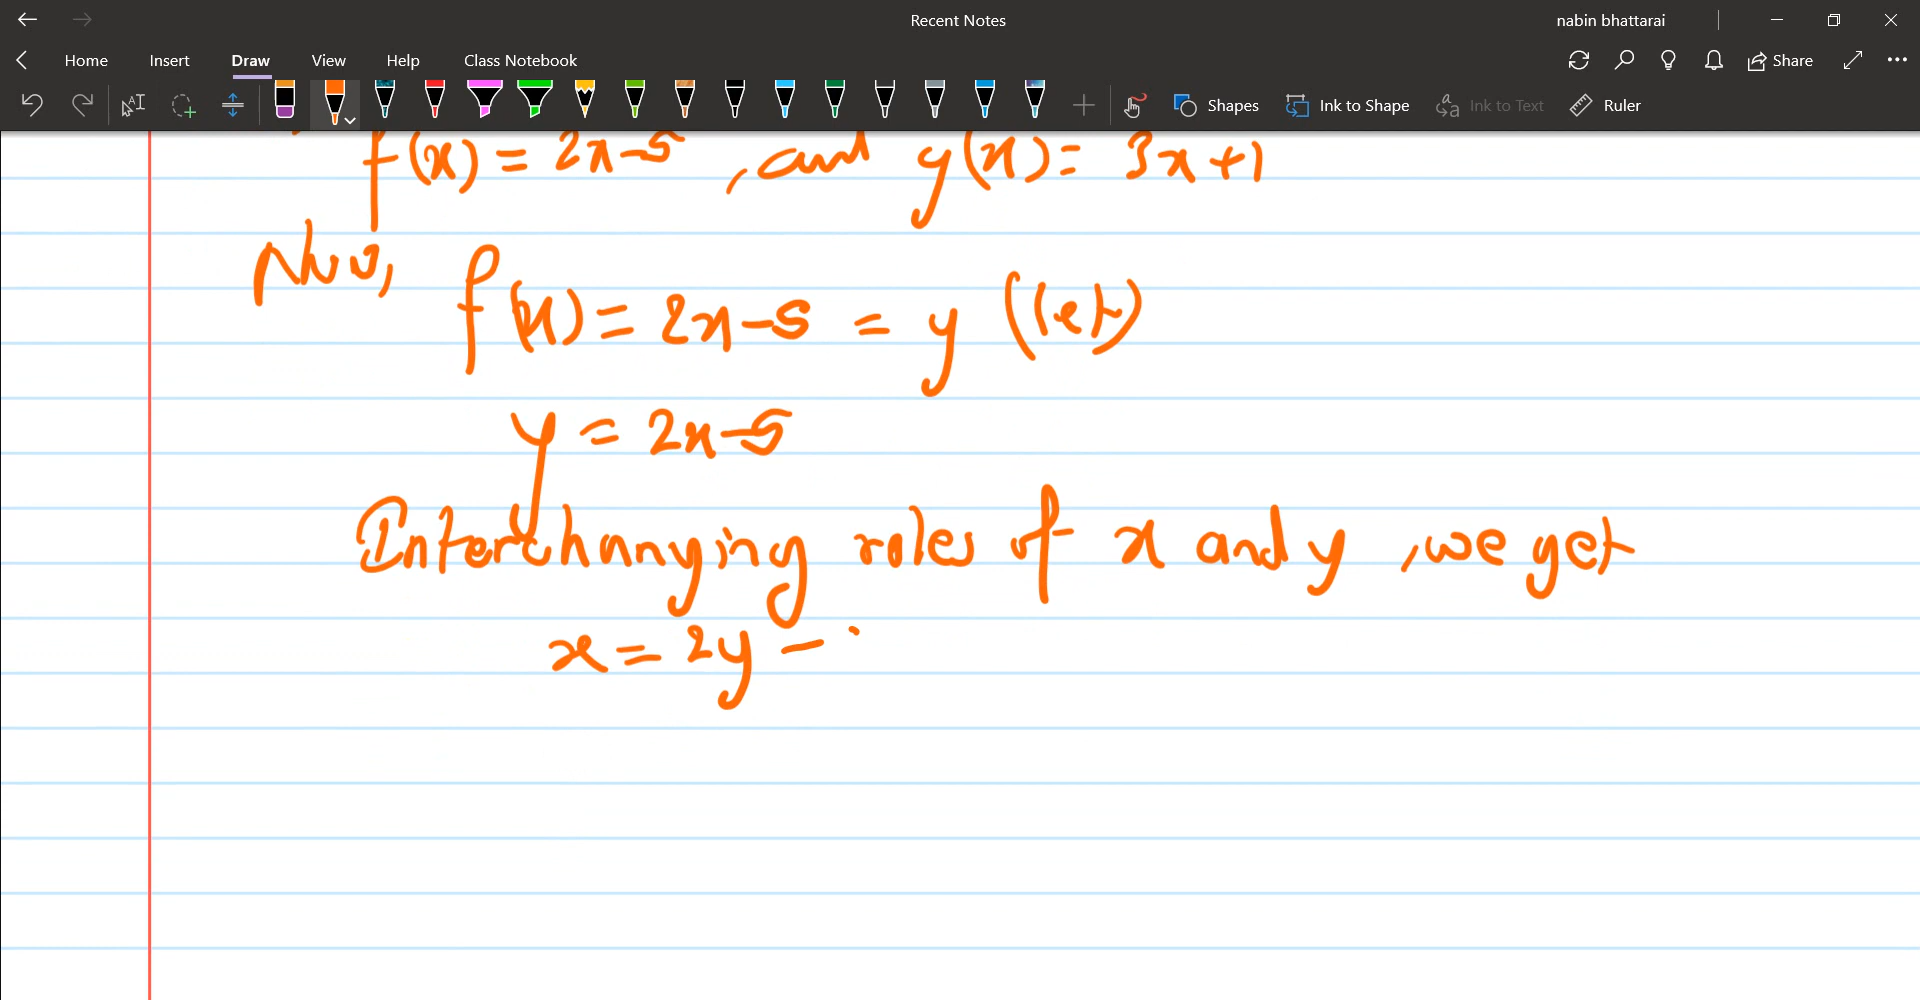 Recent Notes nabin bhattarai
Home Insert Draw View Help Class Notebook Share
Shapes Ink to Shape Ink to Text Ruler
f(x) = 2x-5 , and g(x) = 3x+1
Now, f(x) = 2x-5 = y (let)
y = 2x-5
Interchanging roles of x and y , we get
x = 2y -